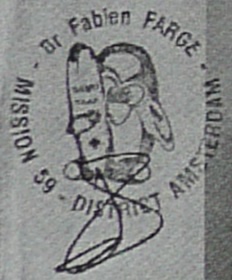 MISSION 59 - DISTRICT AMSTERDAM - Dr Fabien FARGE -